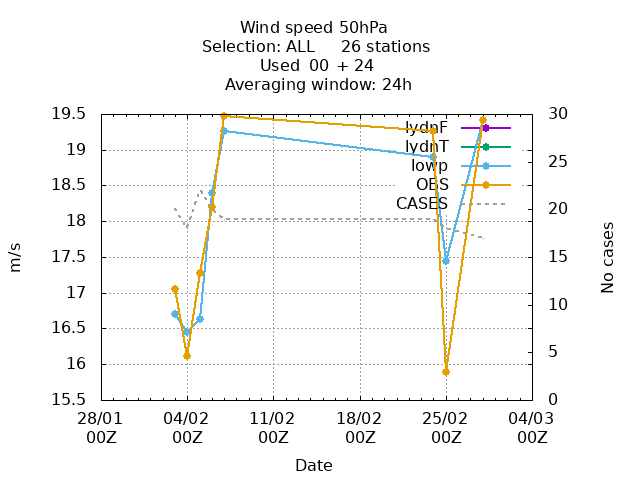 Wind speed 50hPa
Selection: ALL 26 stations
Used 00 + 24
Averaging window: 24h
lydnF
lydnT
lowp
OBS
CASES
19.5
19
18.5
18
17.5
17
16.5
16
15.5
m/s
30
25
20
15
10
5
0
No cases
28/01 04/02 11/02 18/02 25/02 04/03
00Z 00Z 00Z 00Z 00Z 00Z
Date